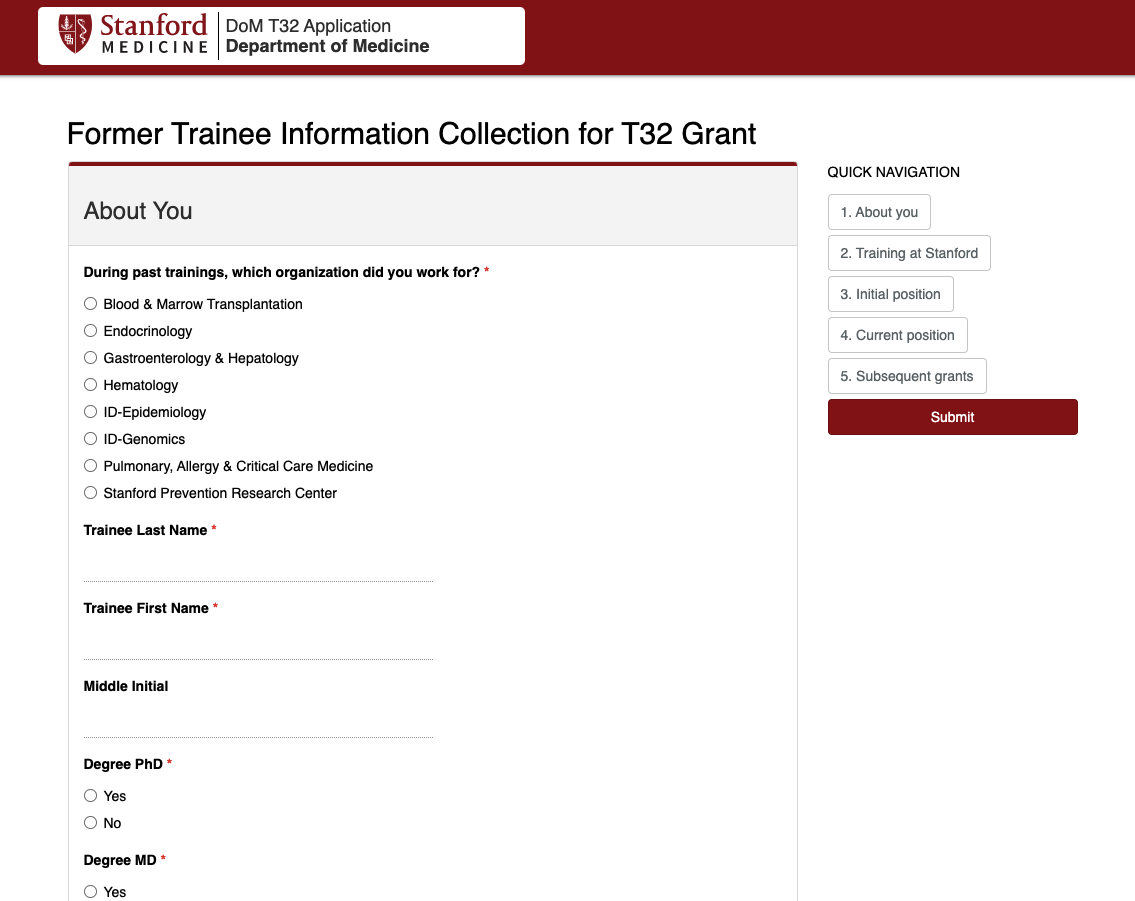 Stanford
MEDICINE
DoM T32 Application
Department of Medicine
Former Trainee Information Collection for T32 Grant
About You
During past trainings, which organization did you work for? *
Blood & Marrow Transplantation
Endocrinology
Gastroenterology & Hepatology
Hematology
ID-Epidemiology
ID-Genomics
Pulmonary, Allergy & Critical Care Medicine
Stanford Prevention Research Center
Trainee Last Name *
Trainee First Name *
Middle Initial
Degree PhD *
Yes
No
Degree MD *
Yes
QUICK NAVIGATION
1. About you
2. Training at Stanford
3. Initial position
4. Current position
5. Subsequent grants
Submit